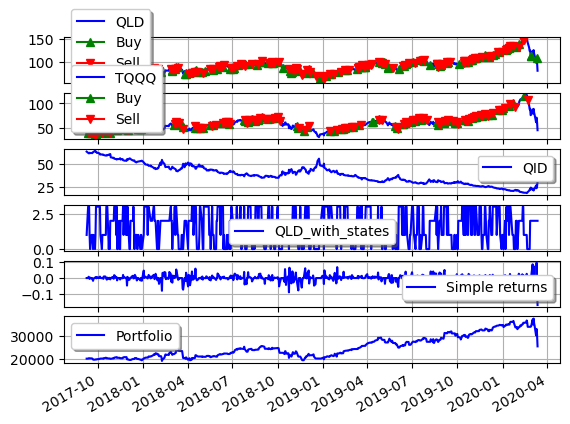 QLD
Buy
Sell
150
100
TQQQ
Buy
Sell
100
50
QID
50
25
QLD_with_states
2.5
0.0
Simple returns
0.1
0.0
−0.1
Portfolio
30000
20000
2017-10
2018-01
2018-04
2018-07
2018-10
2019-01
2019-04
2019-07
2019-10
2020-01
2020-04